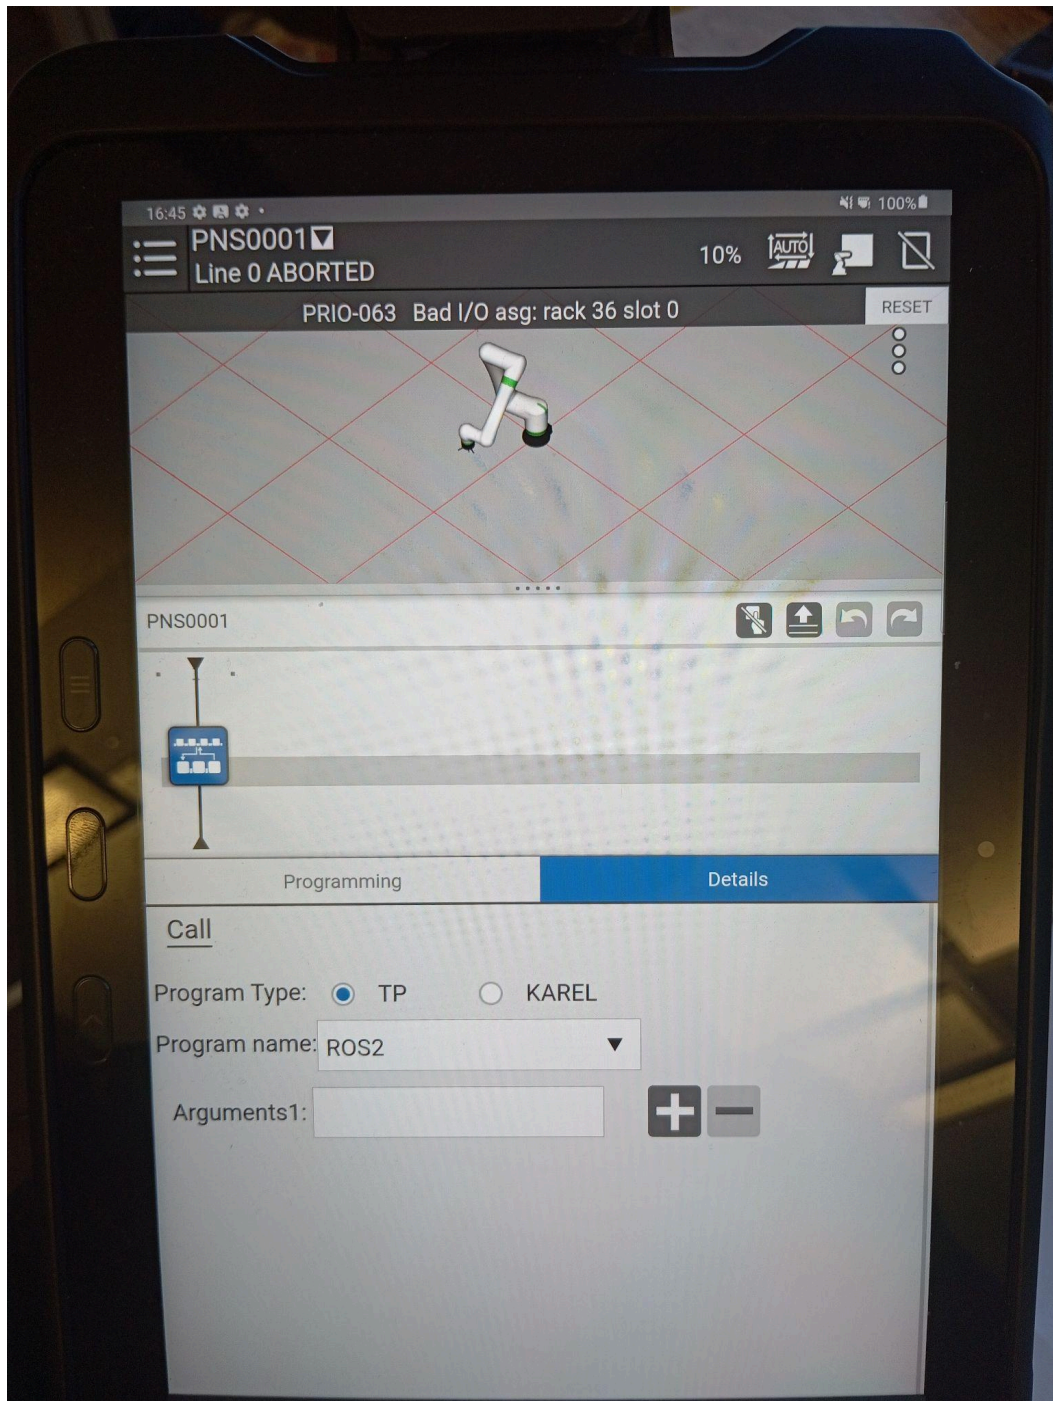 16:45
100%
PNS0001
Line 0 ABORTED
10%
AUTO
PRIO-063 Bad I/O asg: rack 36 slot 0
RESET
PNS0001
Programming
Details
Call
Program Type:
TP
KAREL
Program name:
ROS2
Arguments1: